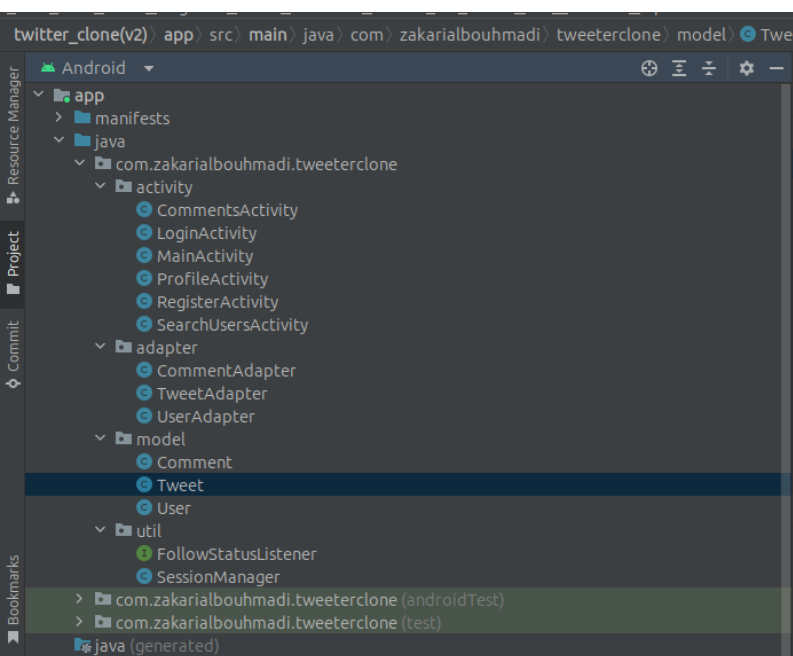 twitter_clone(v2) 〉 app 〉 src 〉 main 〉 java 〉 com 〉 zakarialbouhmadi 〉 tweeterclone 〉 model 〉 Twe
Android
Resource Manager
Project
Commit
Bookmarks
app
manifests
java
com.zakarialbouhmadi.tweeterclone
activity
CommentsActivity
LoginActivity
MainActivity
ProfileActivity
RegisterActivity
SearchUsersActivity
adapter
CommentAdapter
TweetAdapter
UserAdapter
model
Comment
Tweet
User
util
FollowStatusListener
SessionManager
com.zakarialbouhmadi.tweeterclone (androidTest)
com.zakarialbouhmadi.tweeterclone (test)
java (generated)